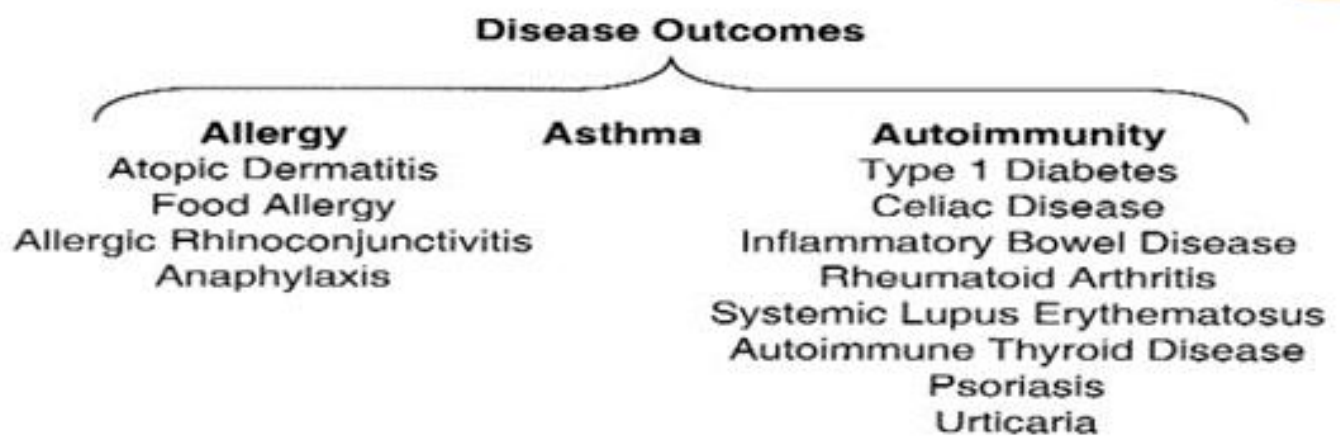 Disease Outcomes
Allergy
Atopic Dermatitis
Food Allergy
Allergic Rhinoconjunctivitis
Anaphylaxis
Asthma
Autoimmunity
Type 1 Diabetes
Celiac Disease
Inflammatory Bowel Disease
Rheumatoid Arthritis
Systemic Lupus Erythematosus
Autoimmune Thyroid Disease
Psoriasis
Urticaria